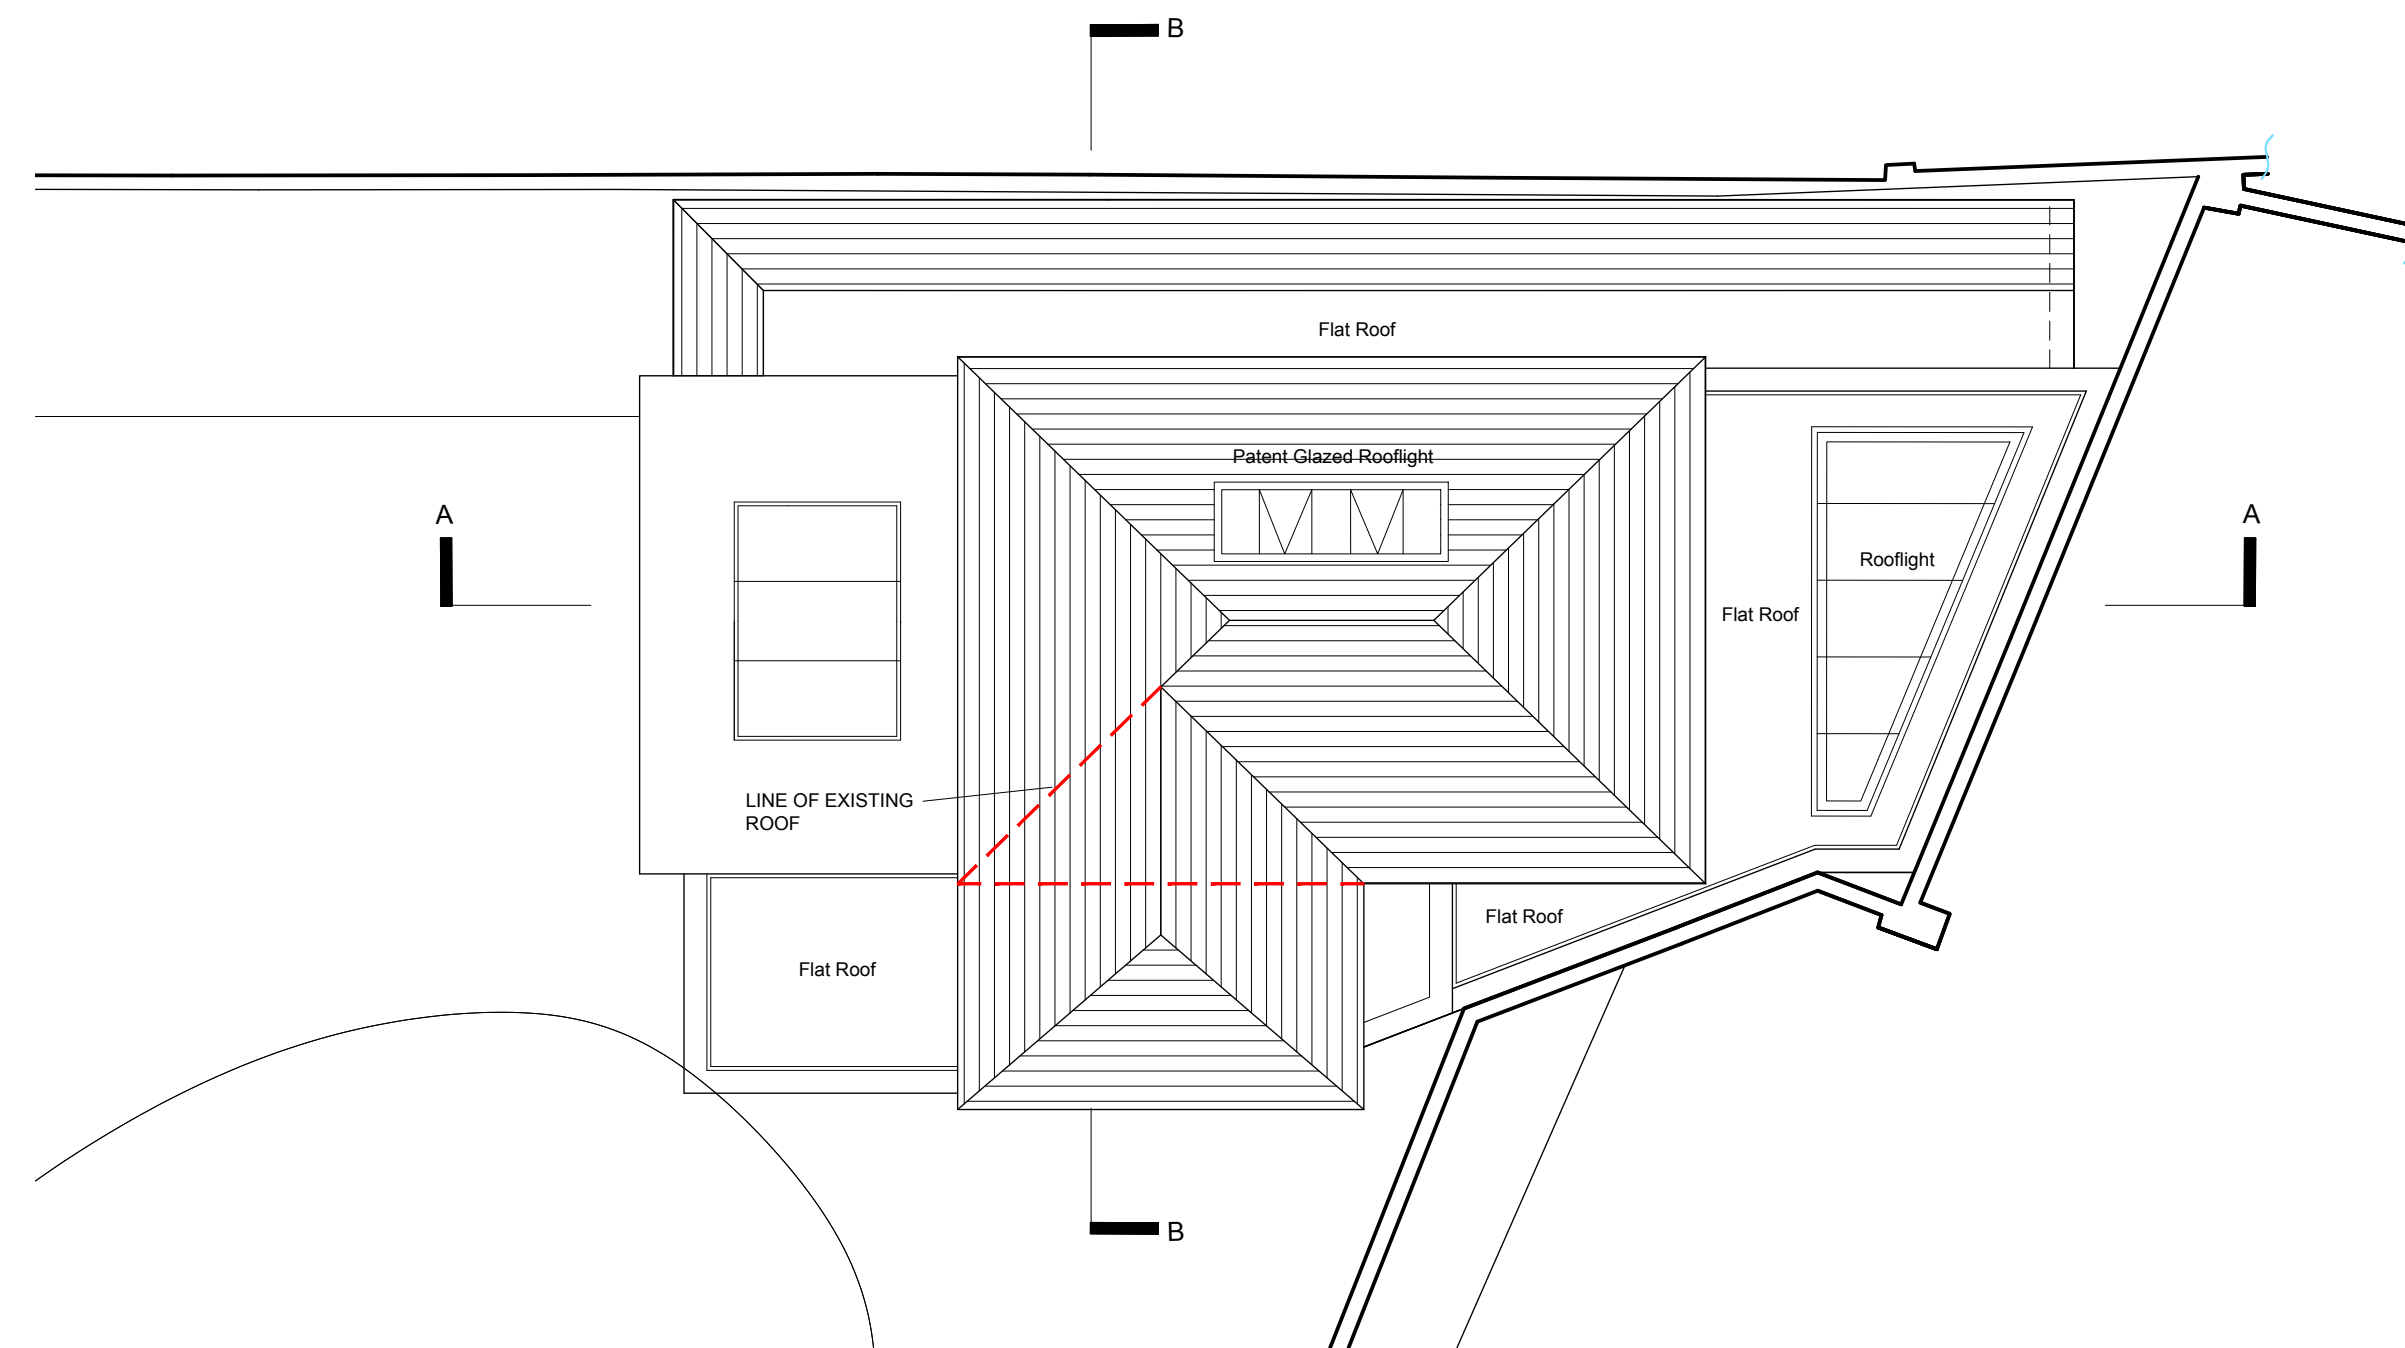 B
Flat Roof
Patent Glazed Rooflight
A
A
Rooflight
Flat Roof
LINE OF EXISTING
ROOF
Flat Roof
Flat Roof
B